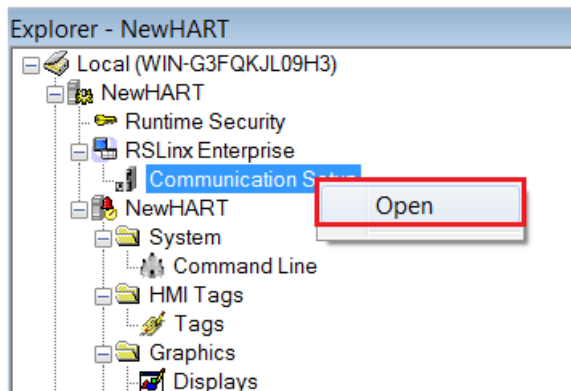 Explorer - NewHART
Local (WIN-G3FQKJL09H3)
NewHART
Runtime Security
RSLinx Enterprise
Communication
Open
NewHART
System
Command Line
HMI Tags
Tags
Graphics
Displays